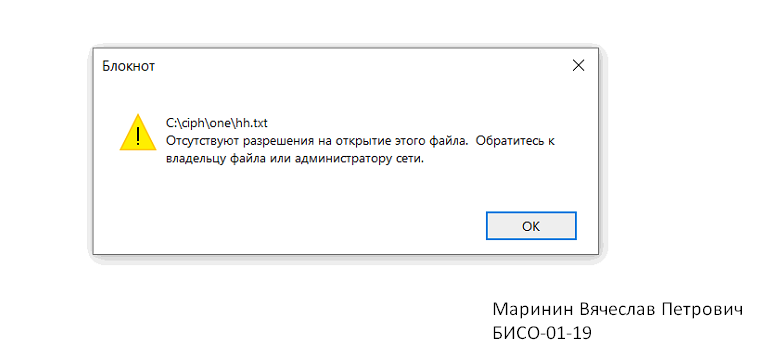 Блокнот
C:\ciph\one\hh.txt
Отсутствуют разрешения на открытие этого файла.  Обратитесь к
владельцу файла или администратору сети.
ОК
Маринин Вячеслав Петрович
БИСО-01-19